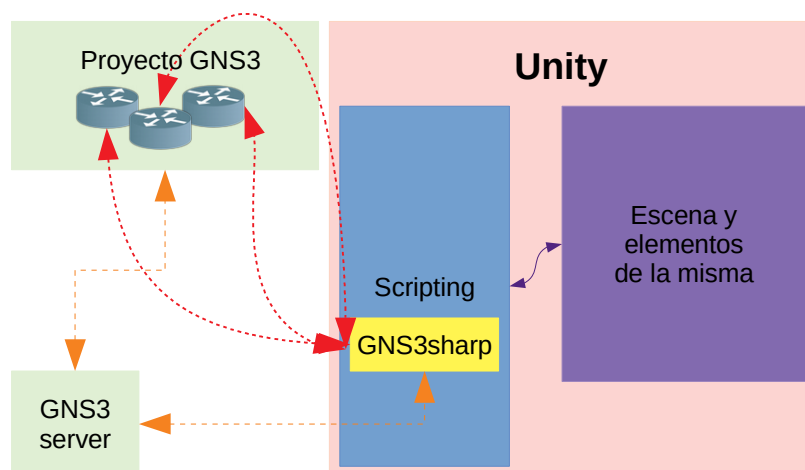 Proyecto GNS3
Unity
Escena y
elementos
de la misma
Scripting
GNS3sharp
GNS3
server